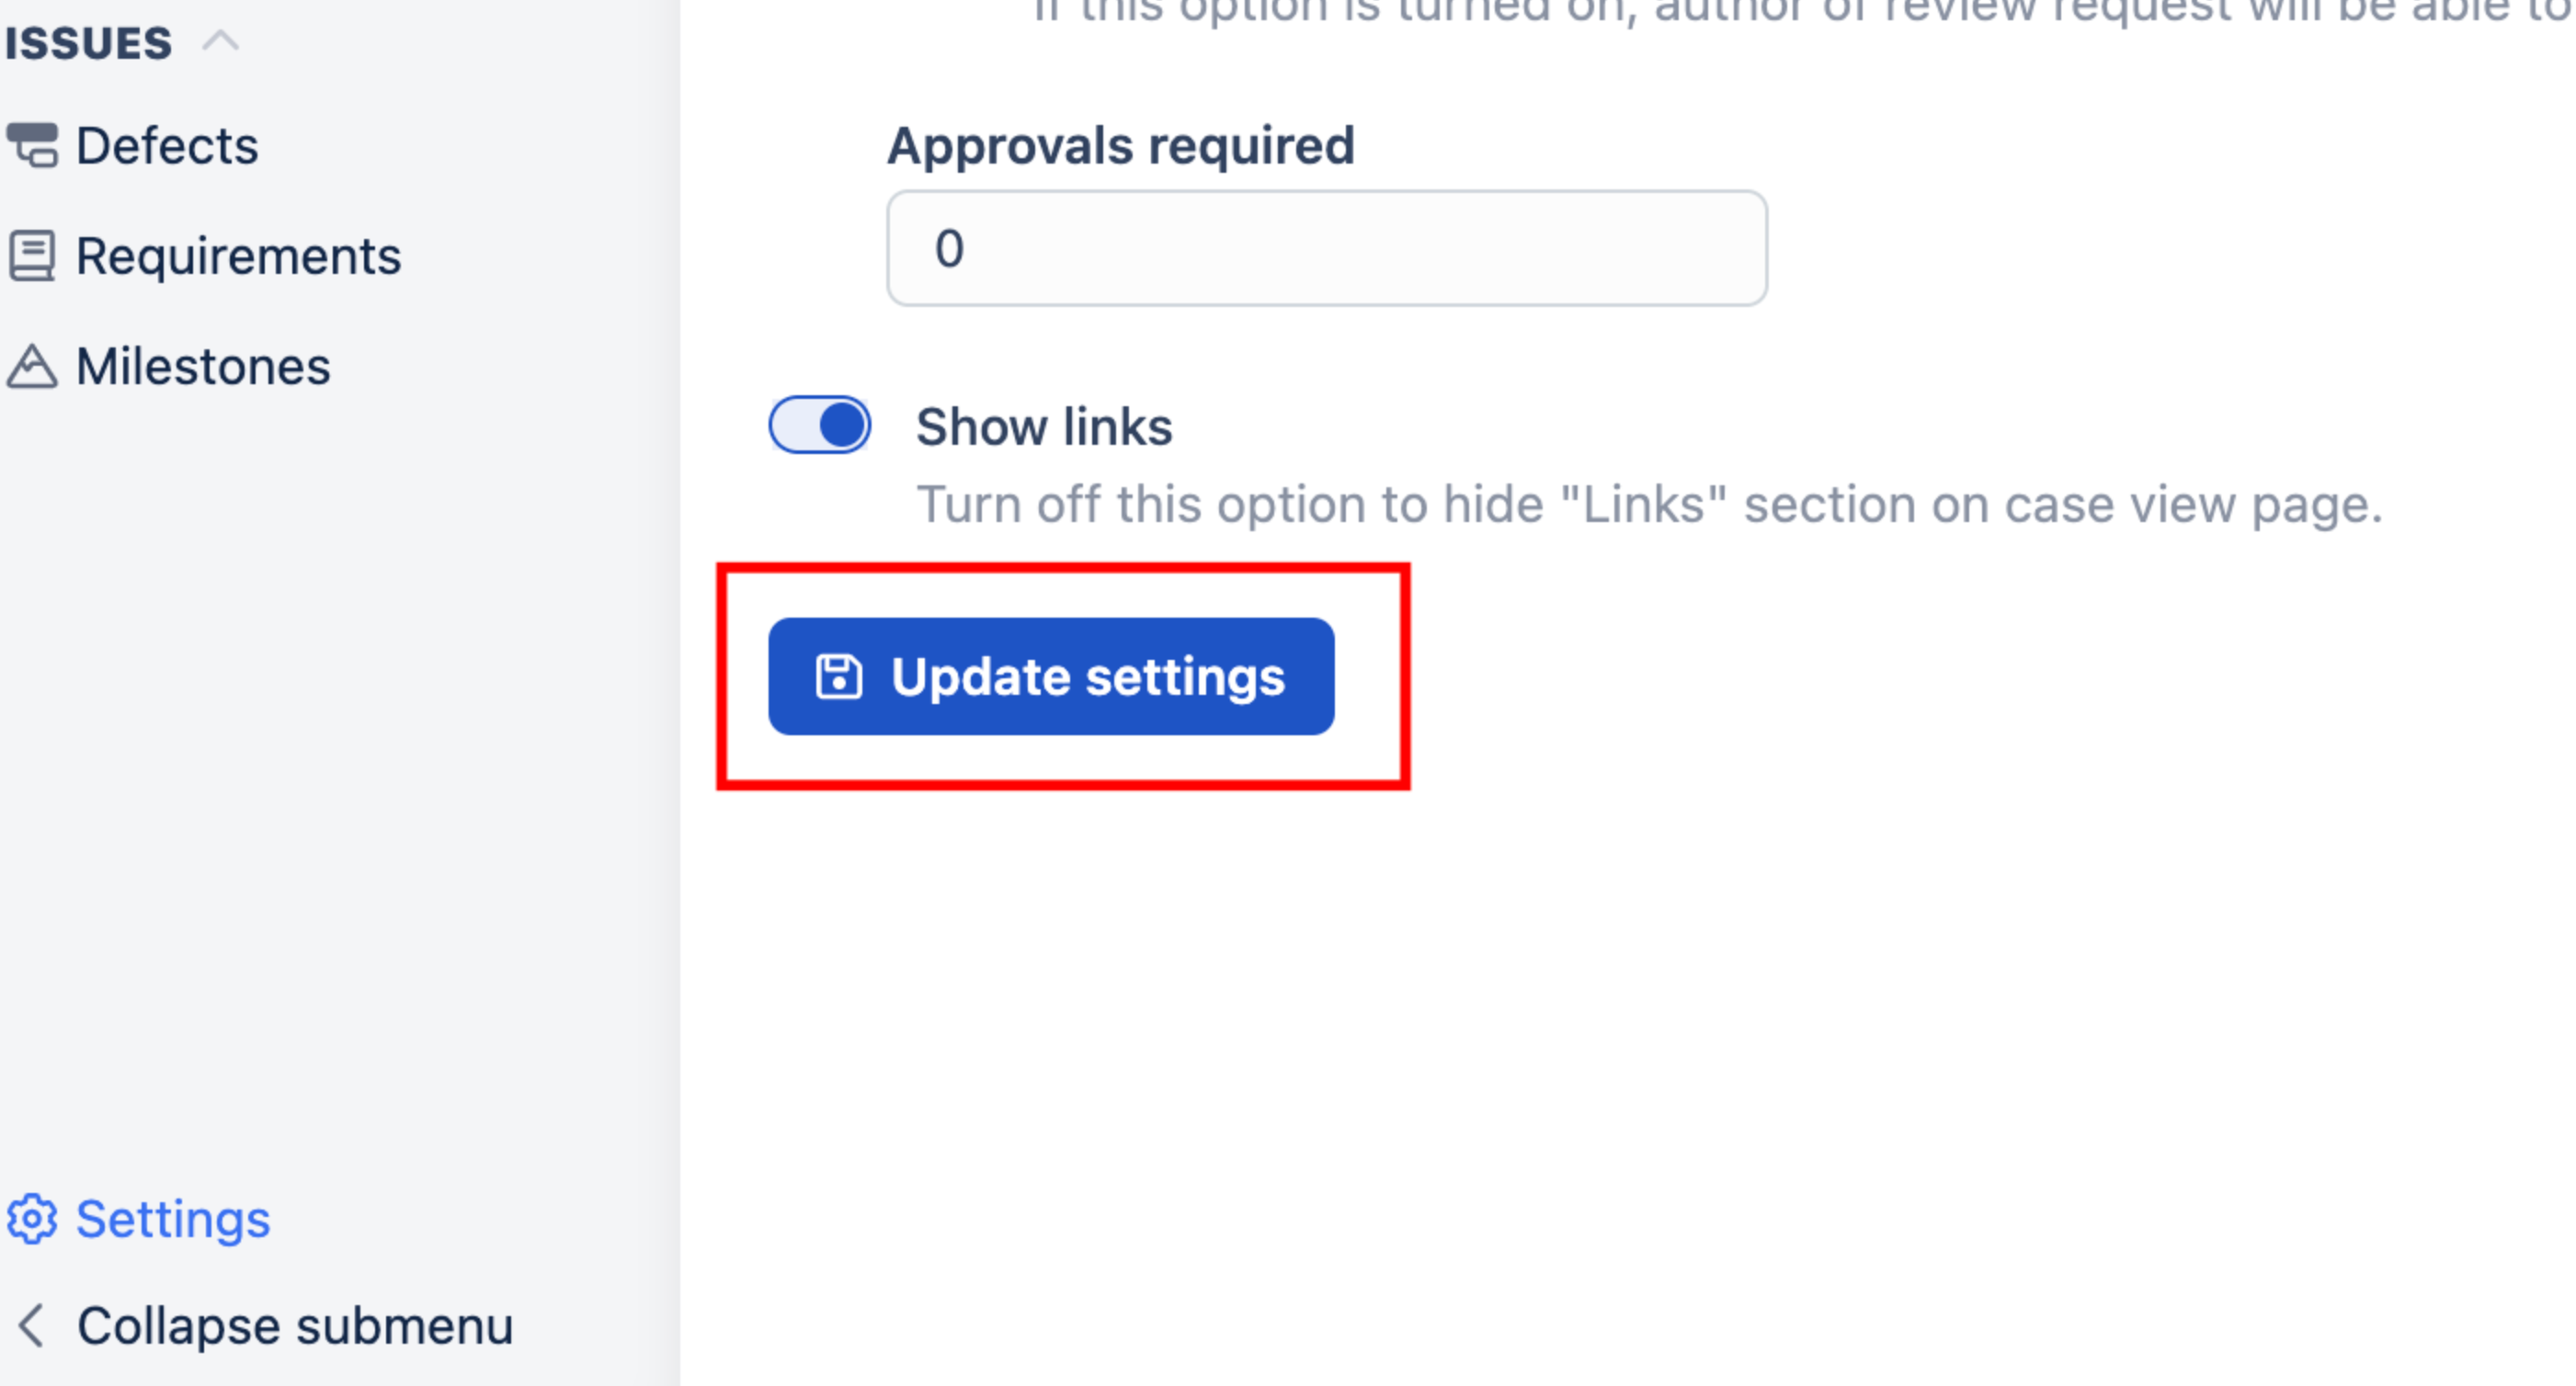 ISSUES
Defects
Requirements
Milestones
Settings
Collapse submenu
If this option is turned on, author of review request will be able to
Approvals required
0
Show links
Turn off this option to hide "Links" section on case view page.
Update settings